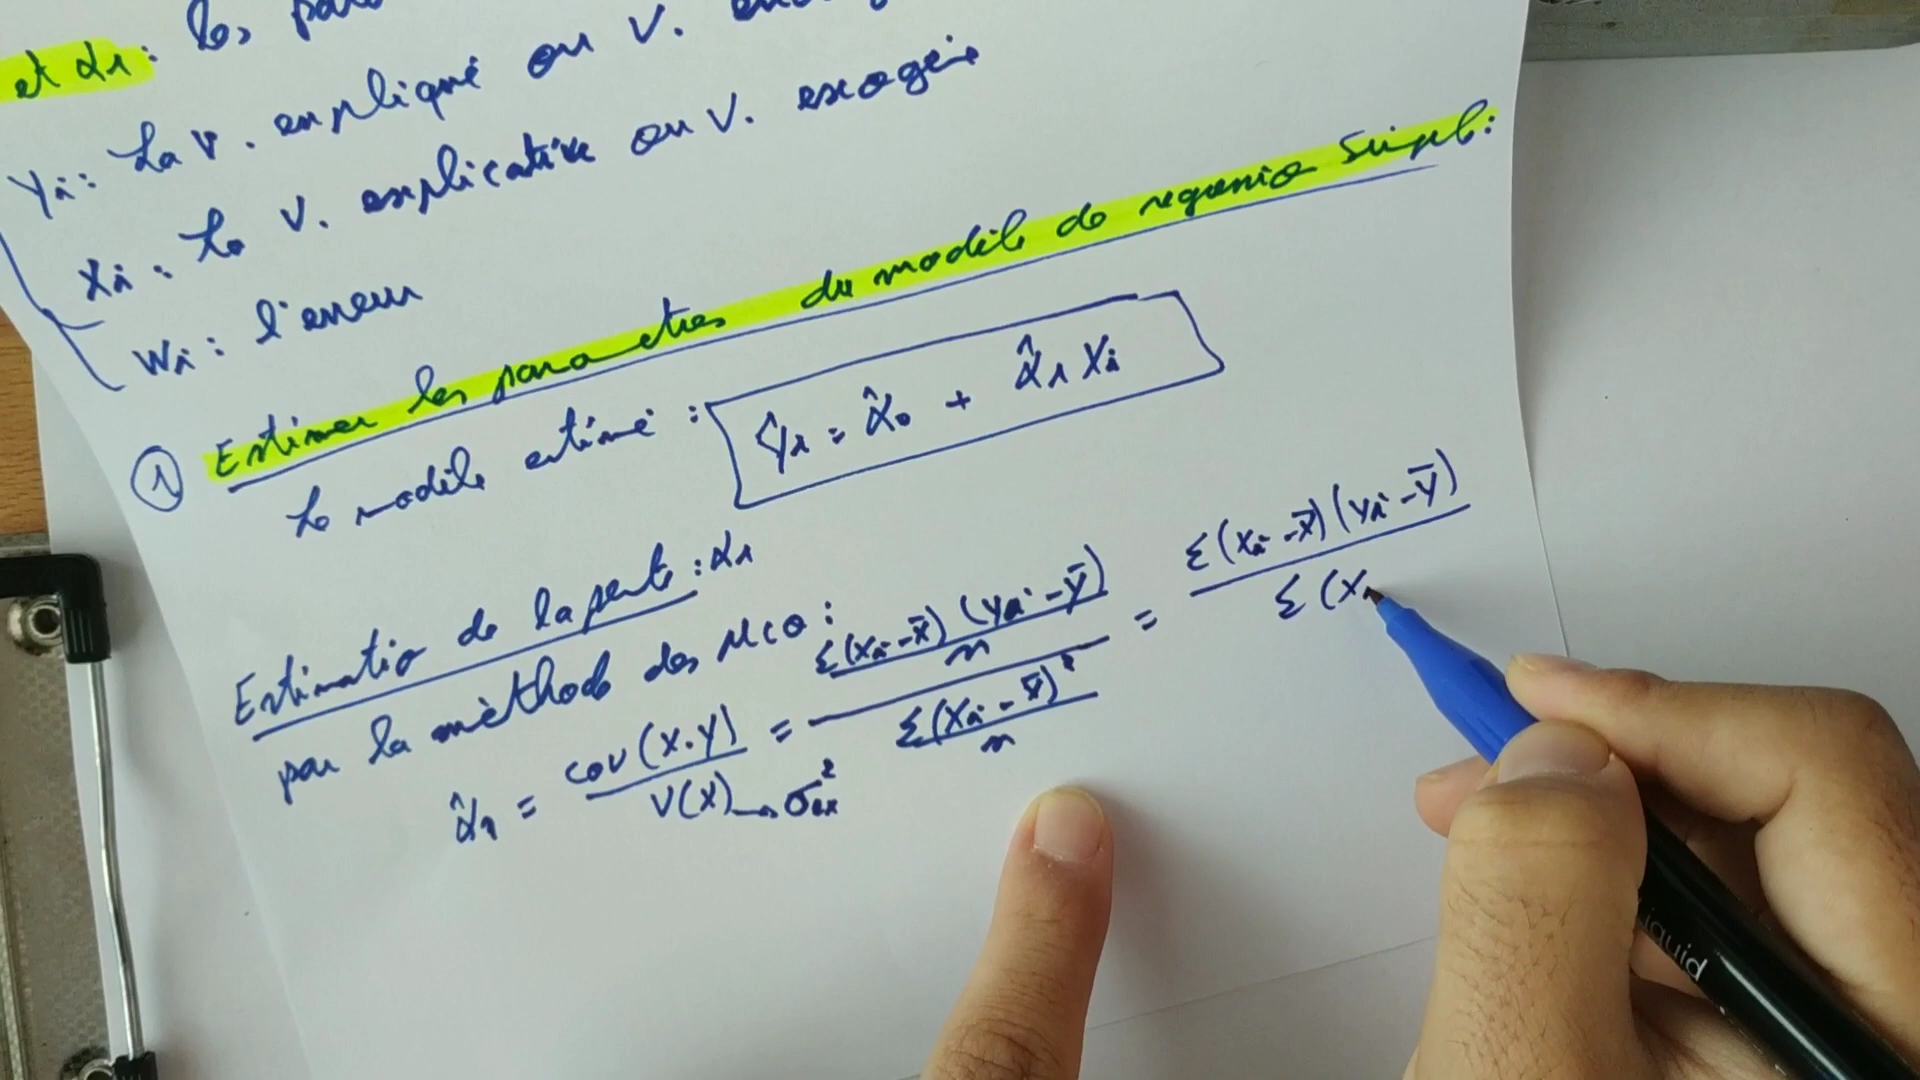 et α1 : les
Yi : La v. expliqué ou v.
Xi : La v. explicative ou v. exogène
Wi : l'erreur
① Estimer les paramètres du modèle de regression Simple :
Le modèle estimé : Ŷi = α̂0 + α̂1 Xi
Estimation de la pente : α1
par la mèthode des MCO :
α̂1 = cov(X.Y) / V(X) → σx² = (Σ(Xi - X̄)(Yi - Ȳ) / n) / (Σ(Xi - X̄)² / n) = Σ(Xi - X̄)(Yi - Ȳ) / Σ(X
Liquid